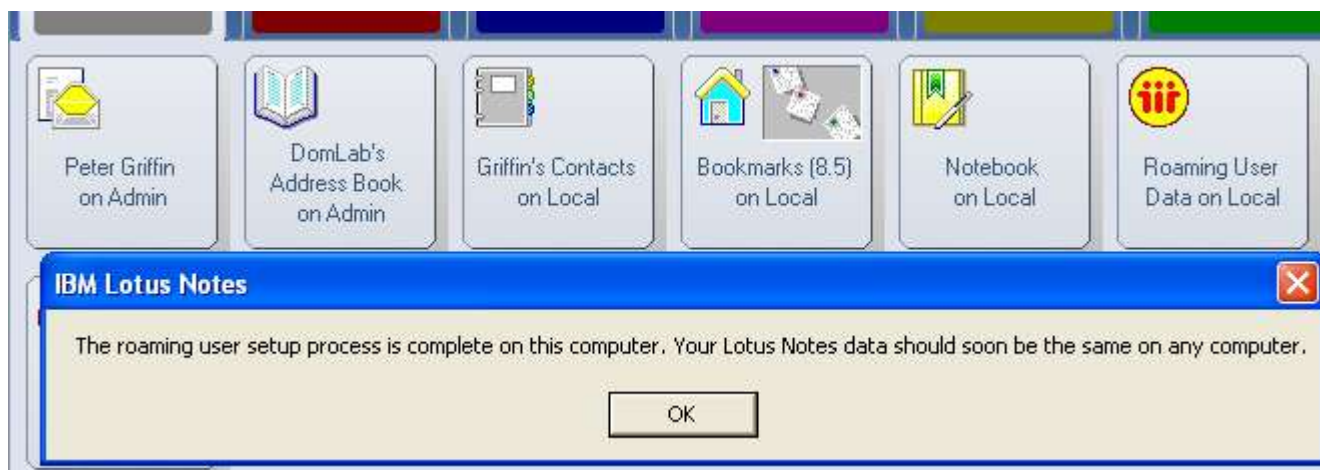 Peter Griffin
on Admin
DomLab's
Address Book
on Admin
Griffin's Contacts
on Local
Bookmarks (8.5)
on Local
Notebook
on Local
Roaming User
Data on Local
IBM Lotus Notes
The roaming user setup process is complete on this computer. Your Lotus Notes data should soon be the same on any computer.
OK